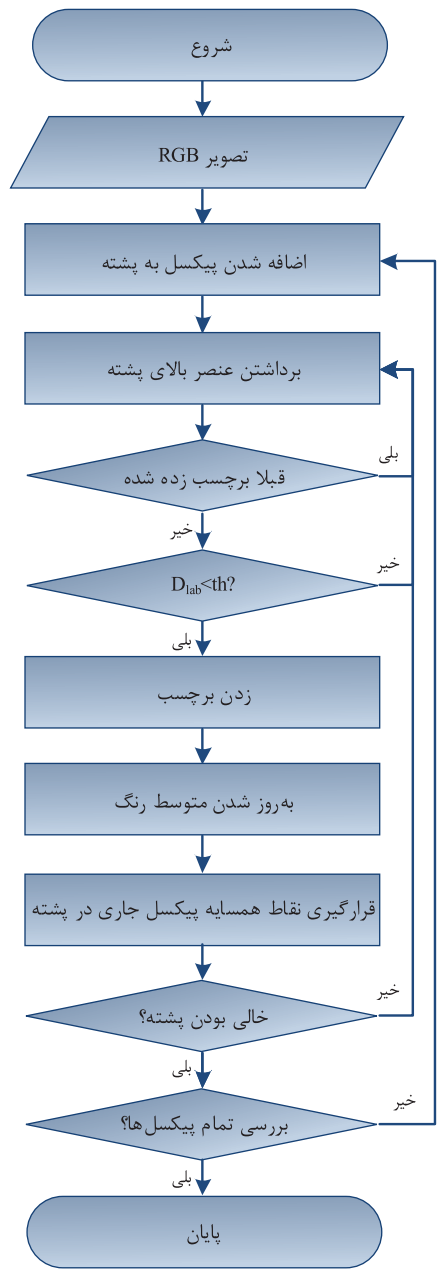 شروع
تصویر RGB
اضافه شدن پیکسل به پشته
برداشتن عنصر بالای پشته
قبلا برچسب زده شده
بلی
خیر
D_lab<th?
خیر
بلی
زدن برچسب
به‌روز شدن متوسط رنگ
قرارگیری نقاط همسایه پیکسل جاری در پشته
خالی بودن پشته؟
خیر
بلی
بررسی تمام پیکسل‌ها؟
خیر
بلی
پایان